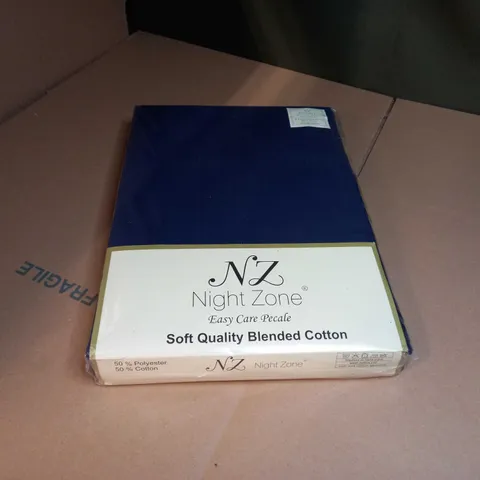 NZ
Night Zone®
Easy Care Pecale
Soft Quality Blended Cotton
50 % Polyester
50 % Cotton
NZ Night Zone®
FRAGILE